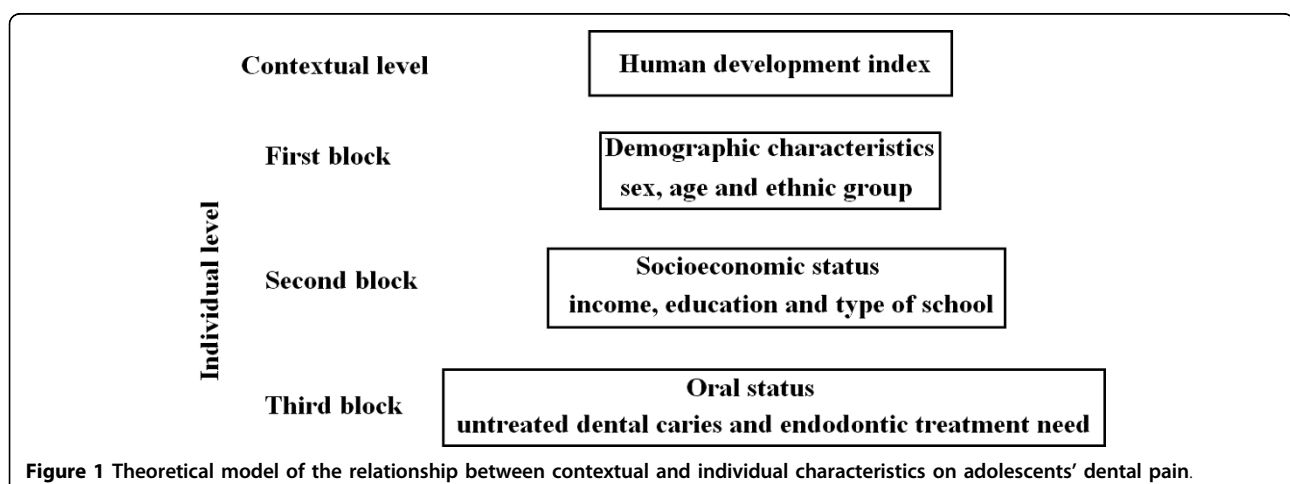 Contextual level
Human development index
First block
Demographic characteristics
sex, age and ethnic group
Individual level
Second block
Socioeconomic status
income, education and type of school
Third block
Oral status
untreated dental caries and endodontic treatment need
Figure 1 Theoretical model of the relationship between contextual and individual characteristics on adolescents’ dental pain.